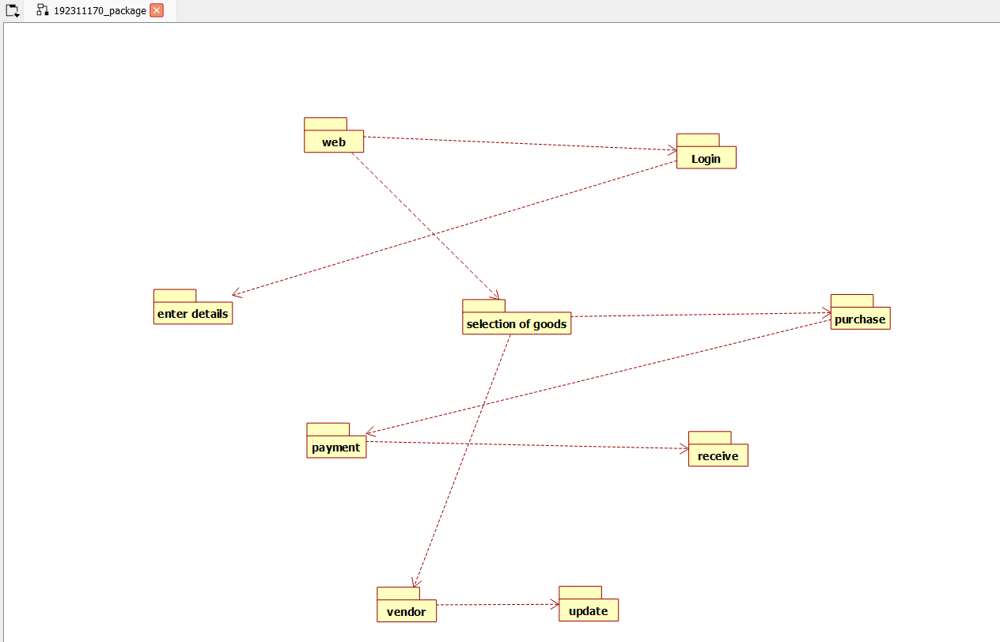 192311170_package
web
Login
enter details
selection of goods
purchase
payment
receive
vendor
update